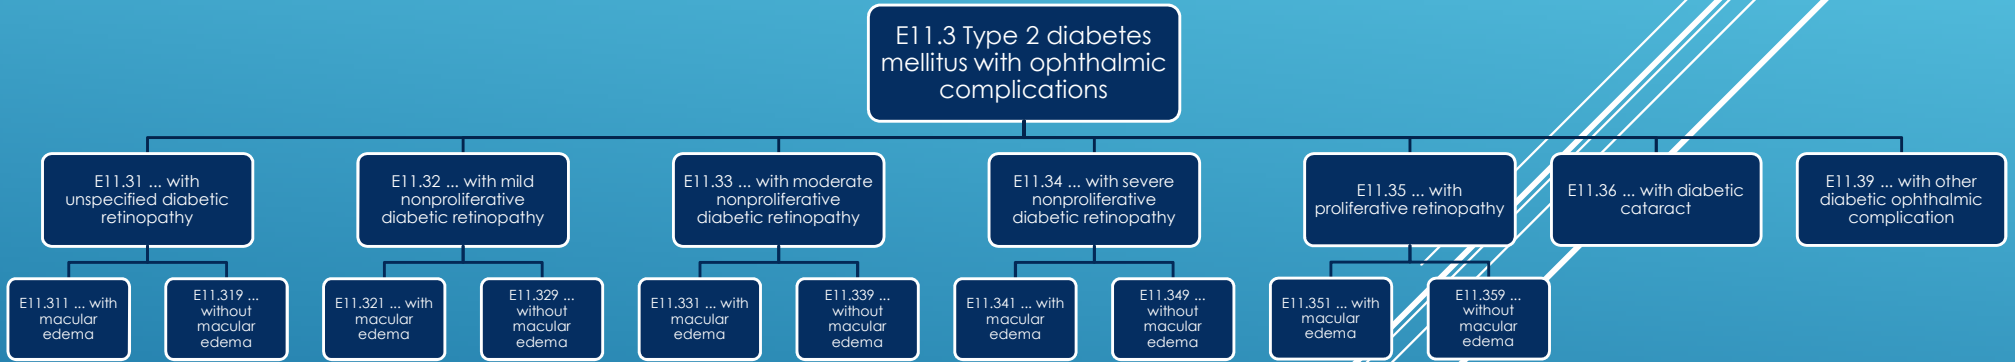 E11.3 Type 2 diabetes
mellitus with ophthalmic
complications
E11.31 ... with
unspecified diabetic
retinopathy
E11.32 ... with mild
nonproliferative
diabetic retinopathy
E11.33 ... with moderate
nonproliferative
diabetic retinopathy
E11.34 ... with severe
nonproliferative
diabetic retinopathy
E11.35 ... with
proliferative retinopathy
E11.36 ... with diabetic
cataract
E11.39 ... with other
diabetic ophthalmic
complication
E11.311 ... with
macular
edema
E11.319 ...
without
macular
edema
E11.321 ... with
macular
edema
E11.329 ...
without
macular
edema
E11.331 ... with
macular
edema
E11.339 ...
without
macular
edema
E11.341 ... with
macular
edema
E11.349 ...
without
macular
edema
E11.351 ... with
macular
edema
E11.359 ...
without
macular
edema